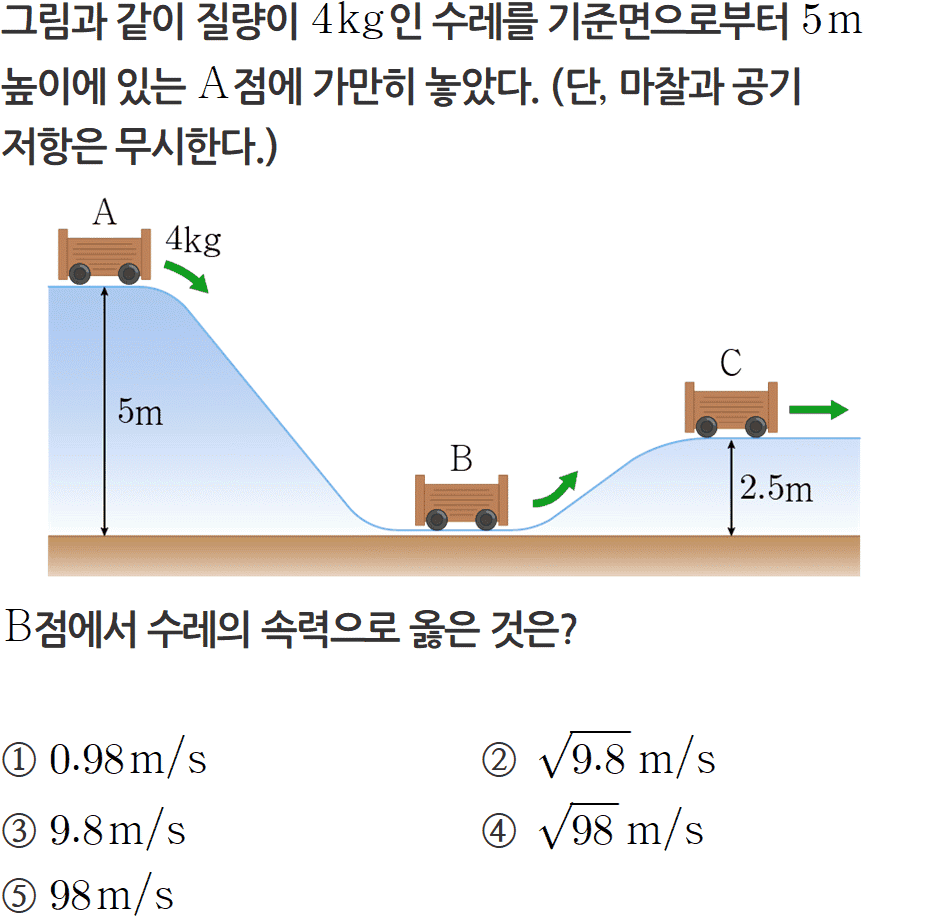 그림과 같이 질량이 4kg인 수레를 기준면으로부터 5m
높이에 있는 A점에 가만히 놓았다. (단, 마찰과 공기
저항은 무시한다.)
A
4kg
5m
B
C
2.5m
B점에서 수레의 속력으로 옳은 것은?
① 0.98m/s ② √9.8 m/s
③ 9.8m/s ④ √98 m/s
⑤ 98m/s